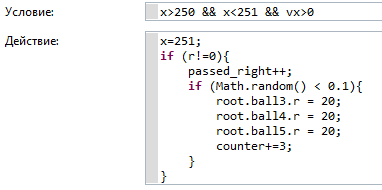 Условие: x>250 && x<251 && vx>0
Действие: x=251;
if (r!=0){
passed_right++;
if (Math.random() < 0.1){
root.ball3.r = 20;
root.ball4.r = 20;
root.ball5.r = 20;
counter+=3;
}
}